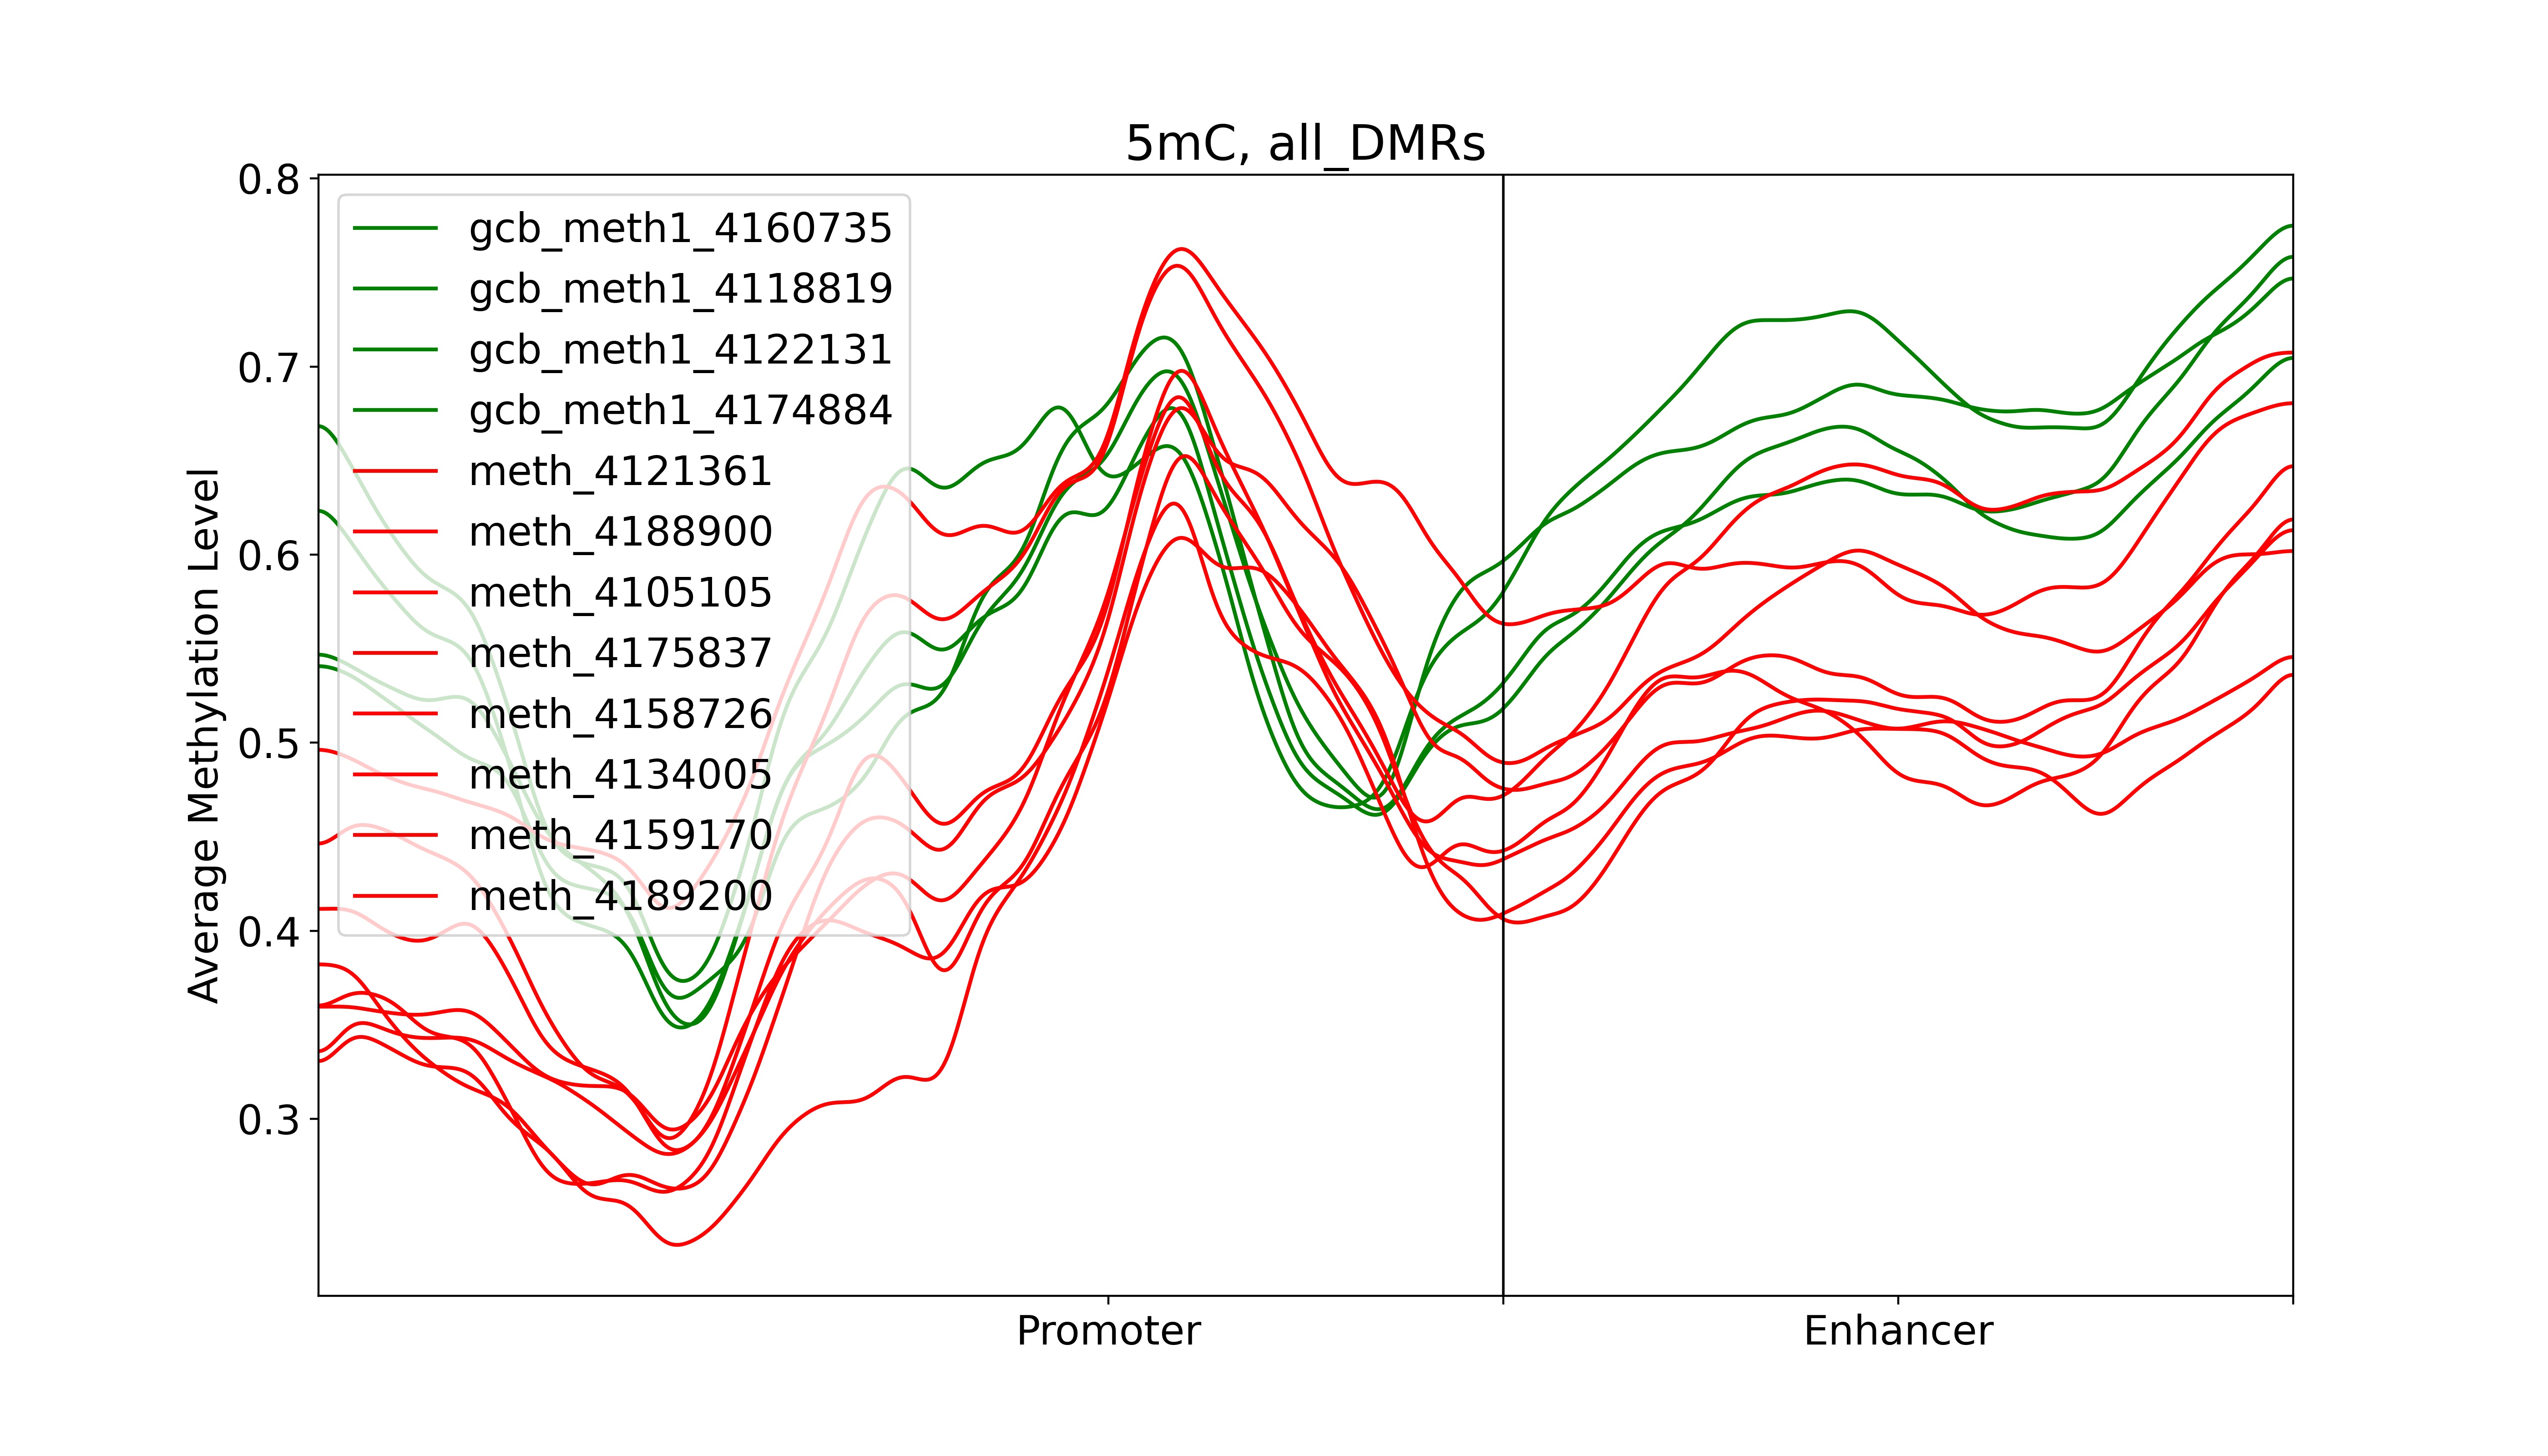 5mC, all_DMRs
Average Methylation Level
0.8
0.7
0.6
0.5
0.4
0.3
gcb_meth1_4160735
gcb_meth1_4118819
gcb_meth1_4122131
gcb_meth1_4174884
meth_4121361
meth_4188900
meth_4105105
meth_4175837
meth_4158726
meth_4134005
meth_4159170
meth_4189200
Promoter
Enhancer